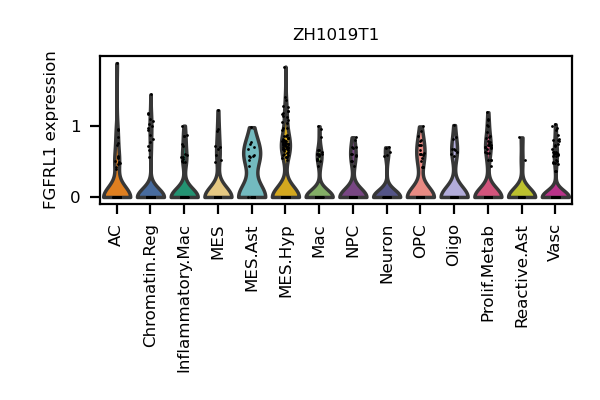 ZH1019T1
FGFRL1 expression
1
0
AC
Chromatin.Reg
Inflammatory.Mac
MES
MES.Ast
MES.Hyp
Mac
NPC
Neuron
OPC
Oligo
Prolif.Metab
Reactive.Ast
Vasc